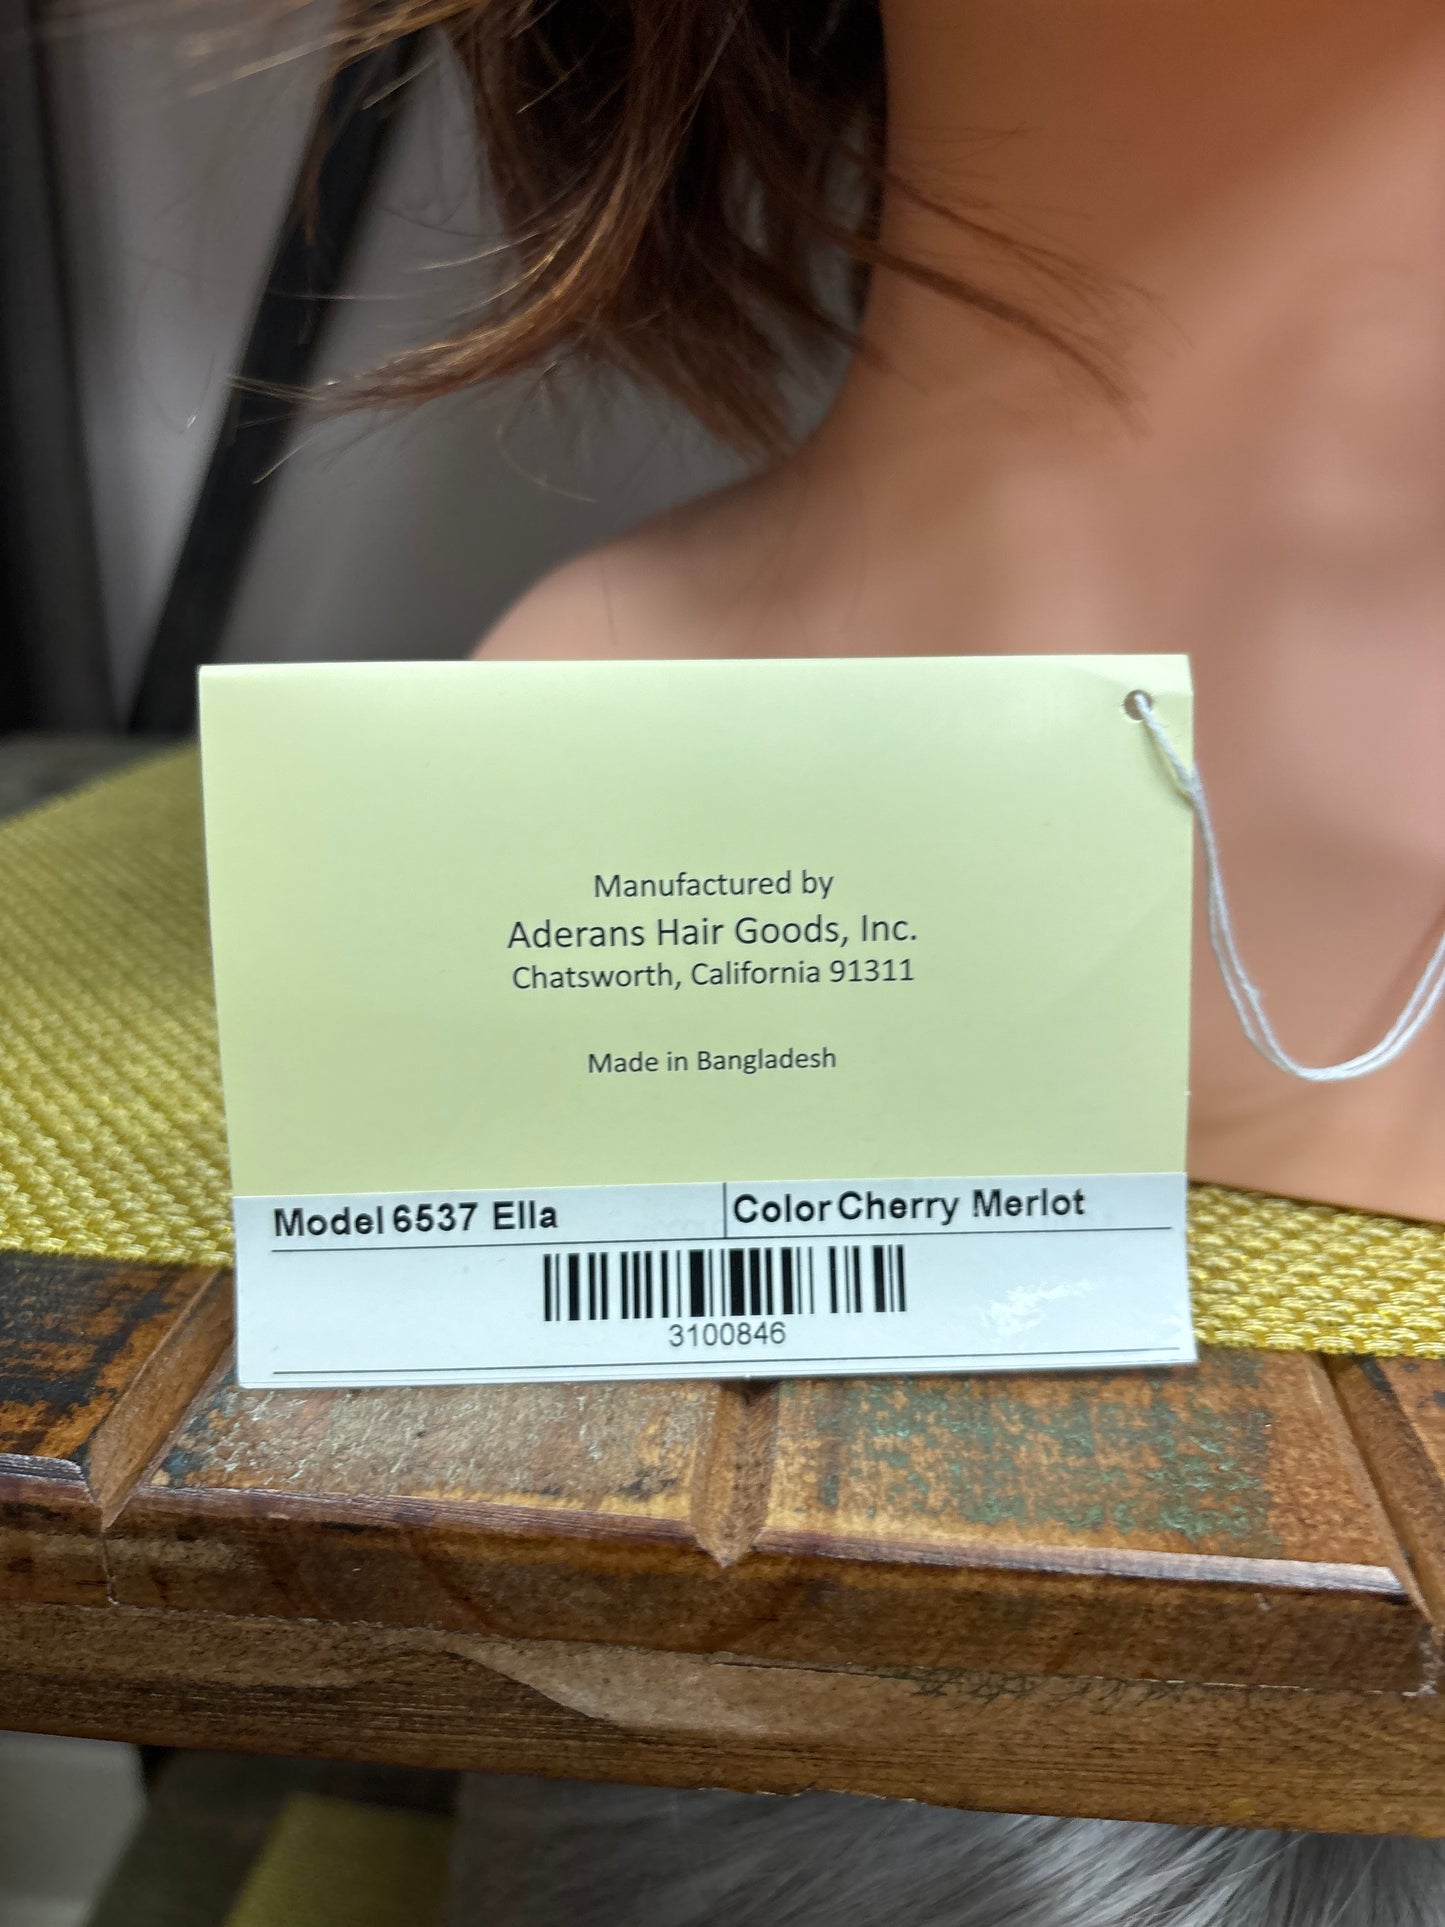 Manufactured by
Aderans Hair Goods, Inc.
Chatsworth, California 91311
Made in Bangladesh
Model 6537 Ella
Color Cherry Merlot
3100846